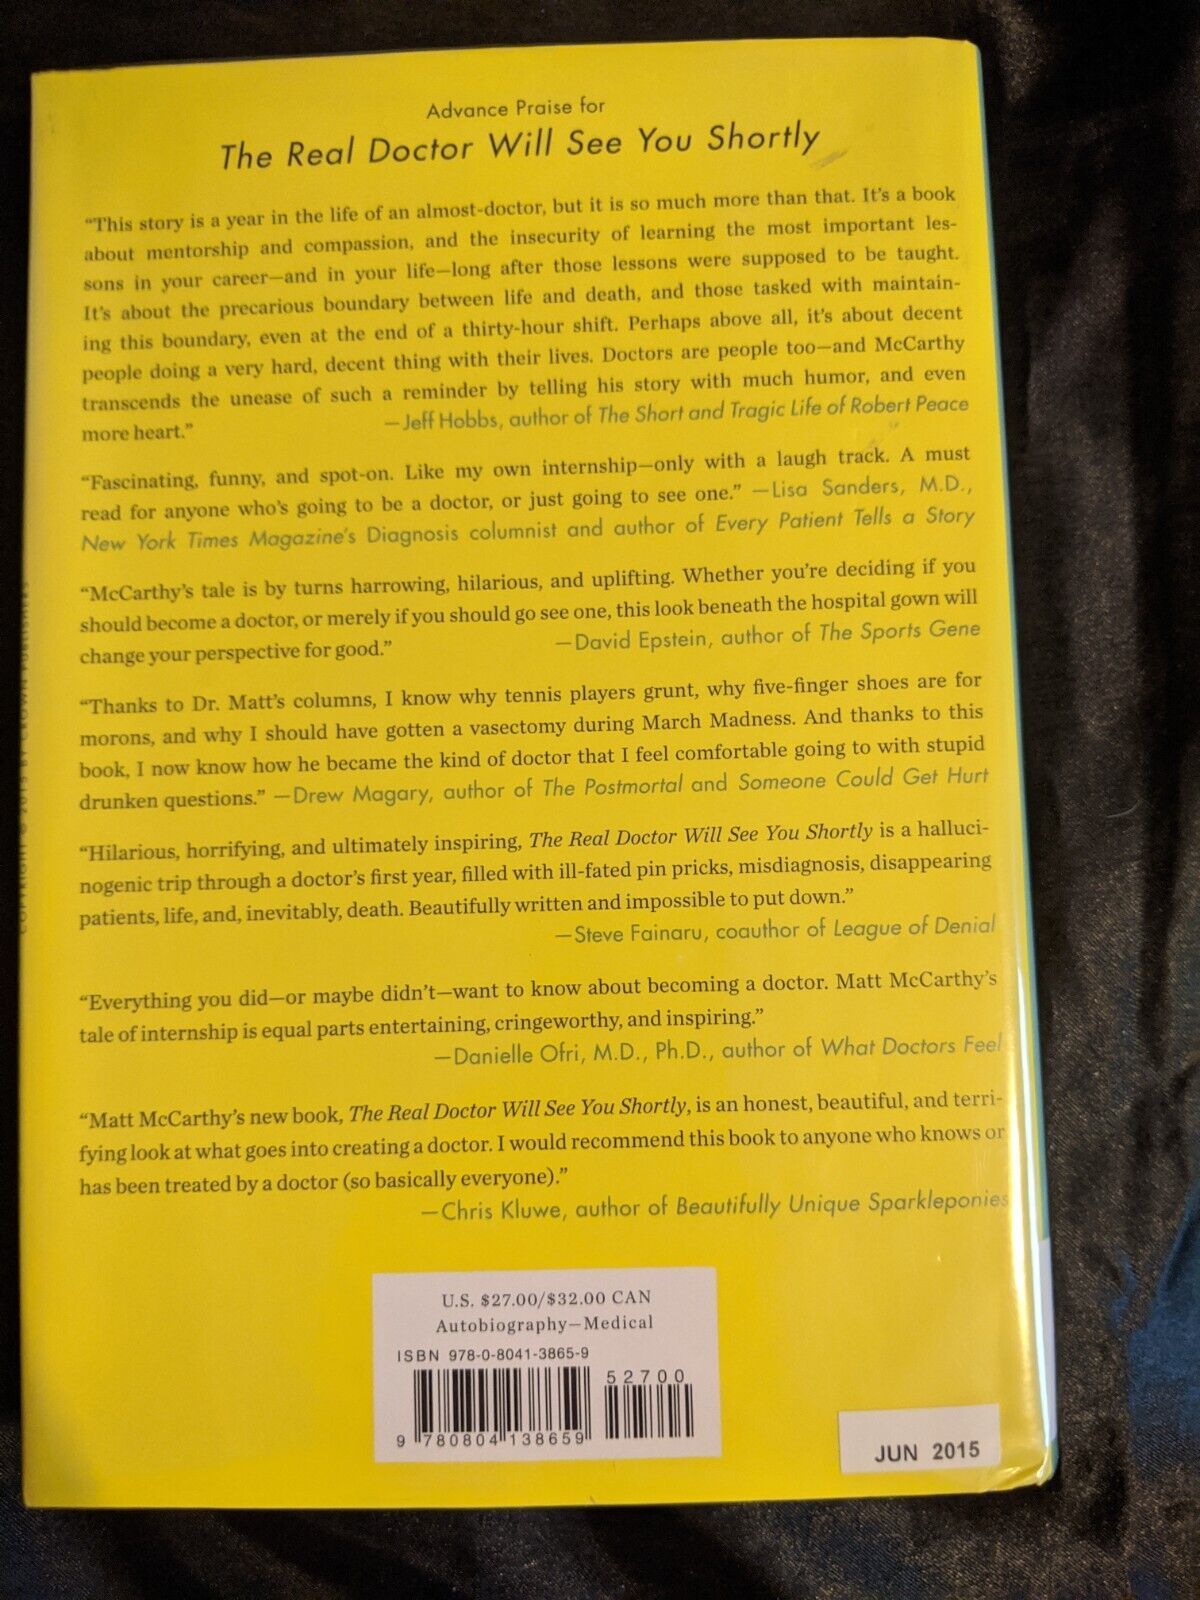 Advance Praise for
The Real Doctor Will See You Shortly
“This story is a year in the life of an almost-doctor, but it is so much more than that. It’s a book
about mentorship and compassion, and the insecurity of learning the most important les-
sons in your career—and in your life—long after those lessons were supposed to be taught.
It’s about the precarious boundary between life and death, and those tasked with maintain-
ing this boundary, even at the end of a thirty-hour shift. Perhaps above all, it’s about decent
people doing a very hard, decent thing with their lives. Doctors are people too—and McCarthy
transcends the unease of such a reminder by telling his story with much humor, and even
more heart.” —Jeff Hobbs, author of The Short and Tragic Life of Robert Peace
“Fascinating, funny, and spot-on. Like my own internship—only with a laugh track. A must
read for anyone who’s going to be a doctor, or just going to see one.” —Lisa Sanders, M.D.,
New York Times Magazine’s Diagnosis columnist and author of Every Patient Tells a Story
“McCarthy’s tale is by turns harrowing, hilarious, and uplifting. Whether you’re deciding if you
should become a doctor, or merely if you should go see one, this look beneath the hospital gown will
change your perspective for good.” —David Epstein, author of The Sports Gene
“Thanks to Dr. Matt’s columns, I know why tennis players grunt, why five-finger shoes are for
morons, and why I should have gotten a vasectomy during March Madness. And thanks to this
book, I now know how he became the kind of doctor that I feel comfortable going to with stupid
drunken questions.” —Drew Magary, author of The Postmortal and Someone Could Get Hurt
“Hilarious, horrifying, and ultimately inspiring, The Real Doctor Will See You Shortly is a halluci-
nogenic trip through a doctor’s first year, filled with ill-fated pin pricks, misdiagnosis, disappearing
patients, life, and, inevitably, death. Beautifully written and impossible to put down.”
—Steve Fainaru, coauthor of League of Denial
“Everything you did—or maybe didn’t—want to know about becoming a doctor. Matt McCarthy’s
tale of internship is equal parts entertaining, cringeworthy, and inspiring.”
—Danielle Ofri, M.D., Ph.D., author of What Doctors Feel
“Matt McCarthy’s new book, The Real Doctor Will See You Shortly, is an honest, beautiful, and terri-
fying look at what goes into creating a doctor. I would recommend this book to anyone who knows or
has been treated by a doctor (so basically everyone).”
—Chris Kluwe, author of Beautifully Unique Sparkleponies
U.S. $27.00/$32.00 CAN
Autobiography—Medical
ISBN 978-0-8041-3865-9
52700
9 780804 138659
JUN 2015